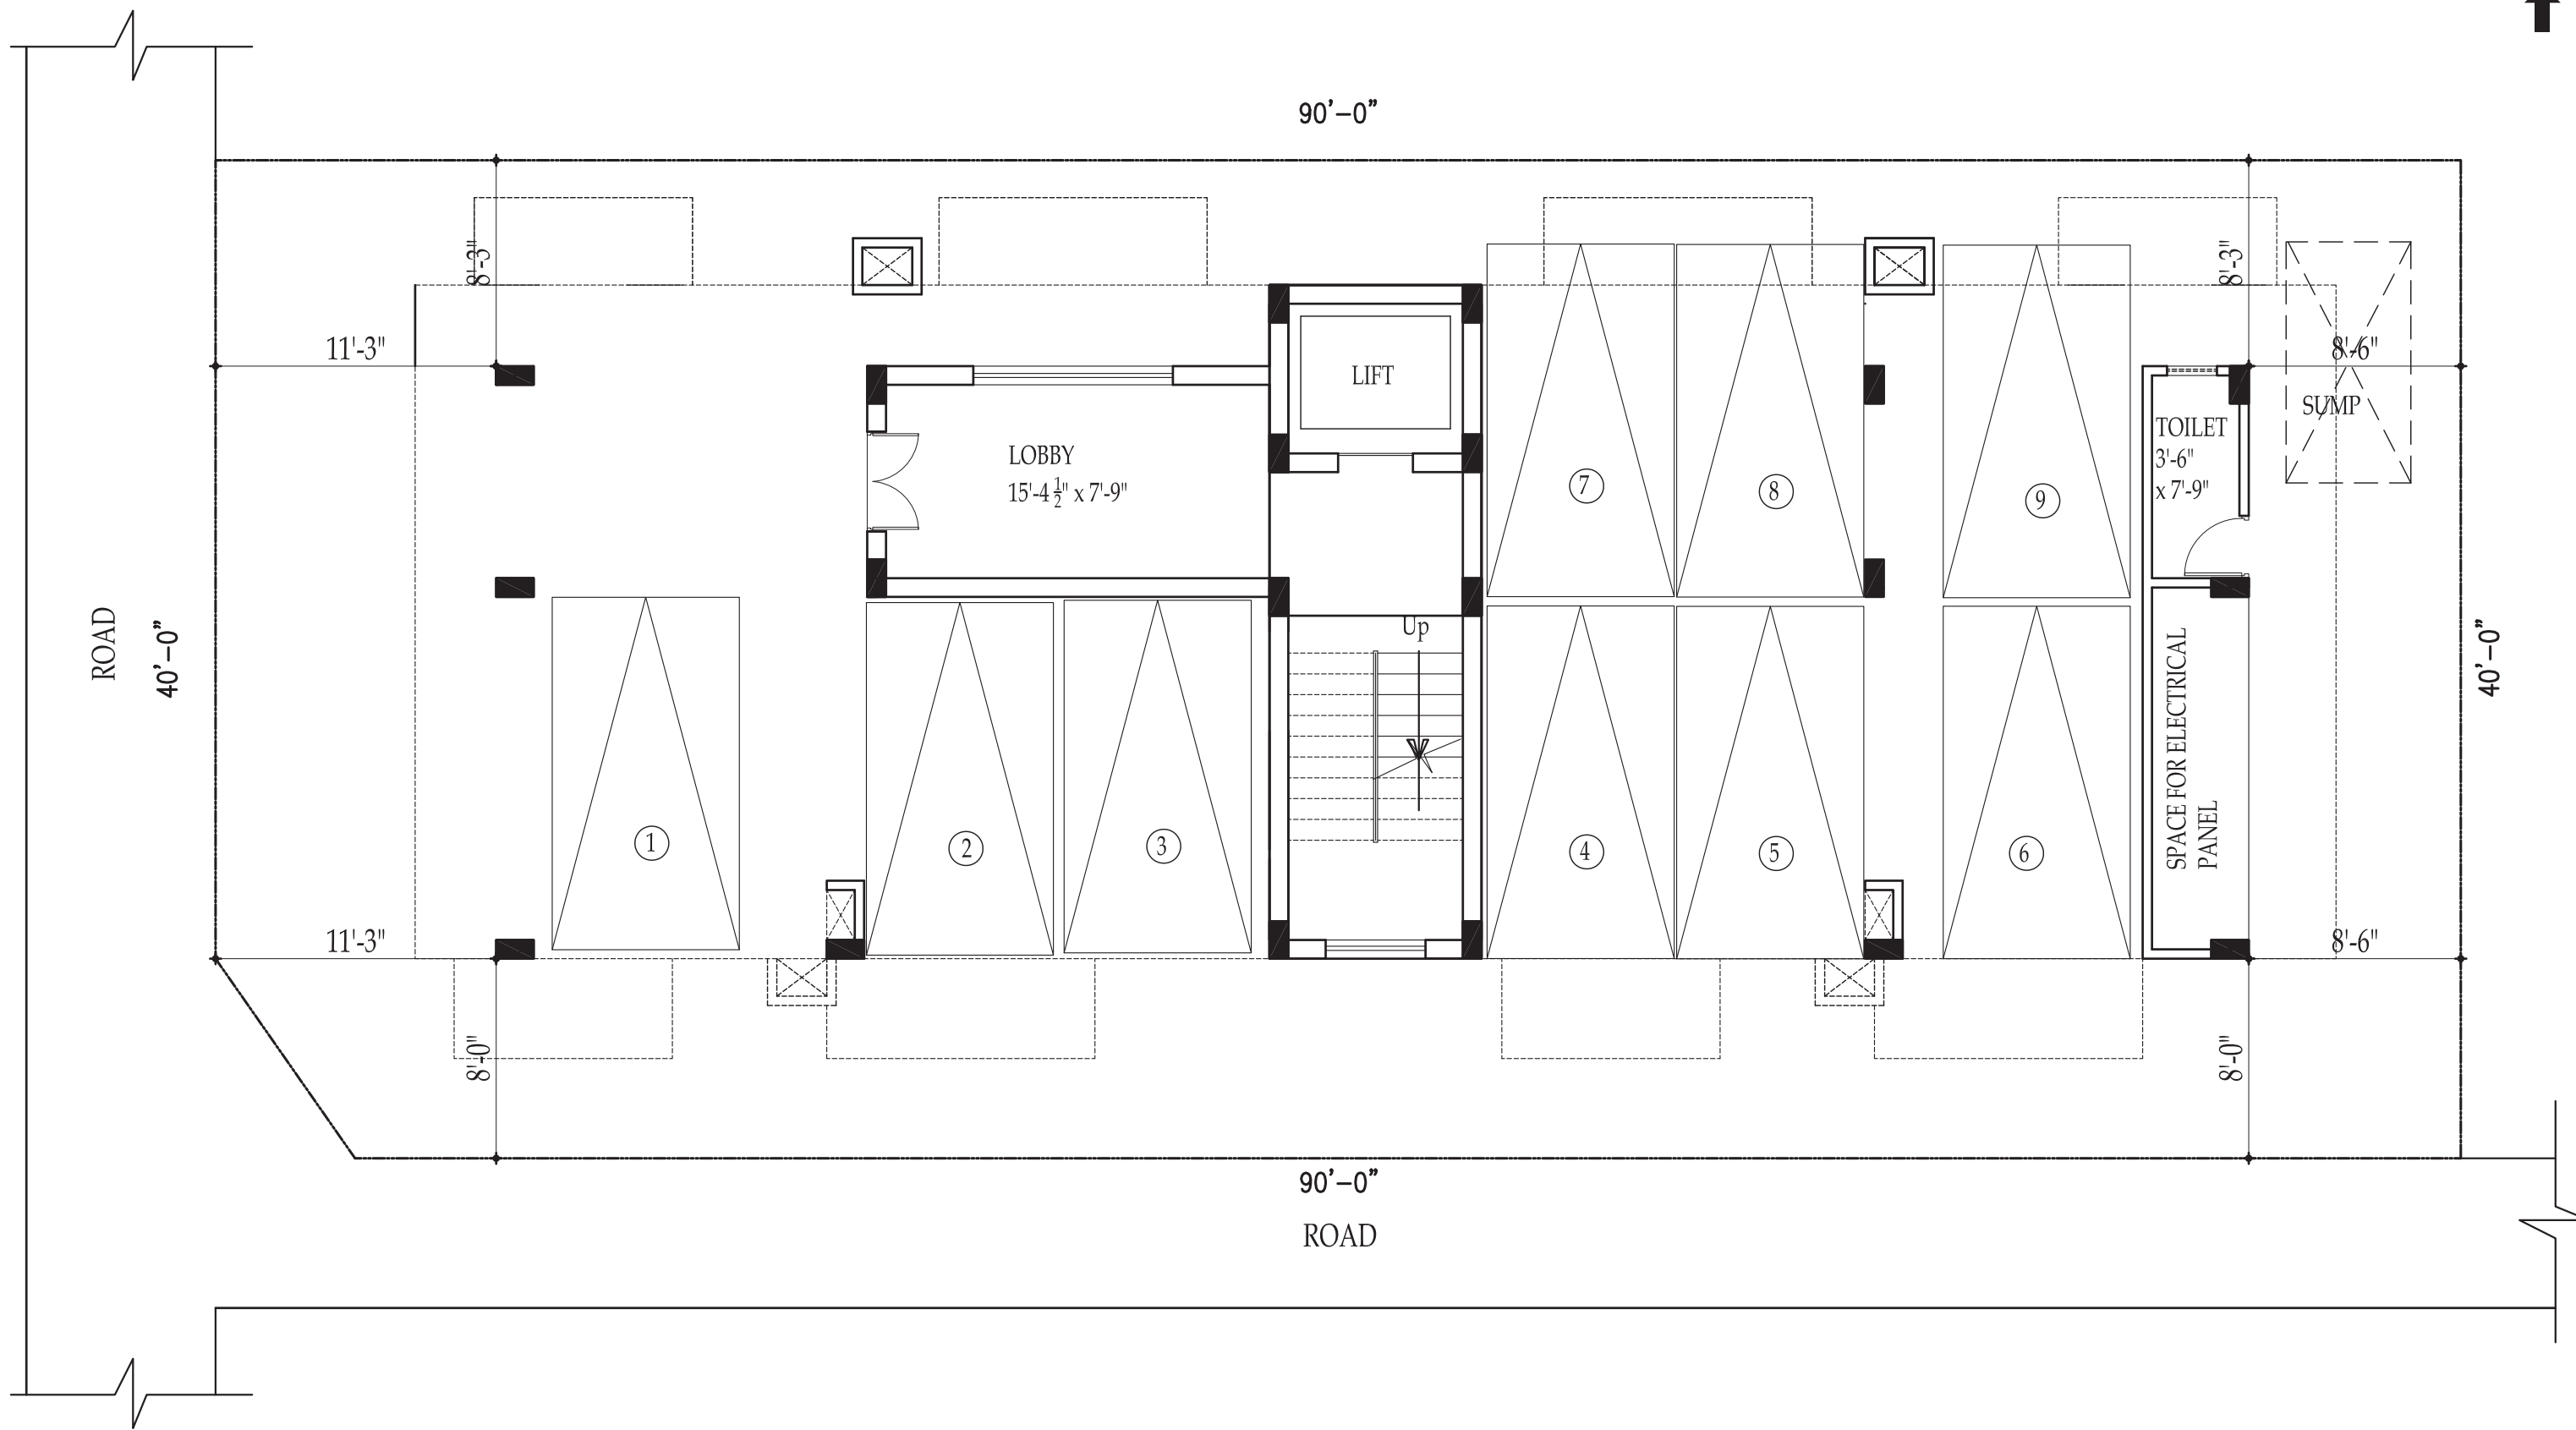 90'-0"
8'-3"
8'-3"
11'-3"
8'-6"
LIFT
SUMP
TOILET
3'-6"
x 7'-9"
LOBBY
15'-4 1/2" x 7'-9"
7
8
9
ROAD
40'-0"
40'-0"
Up
SPACE FOR ELECTRICAL
PANEL
1
2
3
4
5
6
11'-3"
8'-6"
8'-0"
8'-0"
90'-0"
ROAD